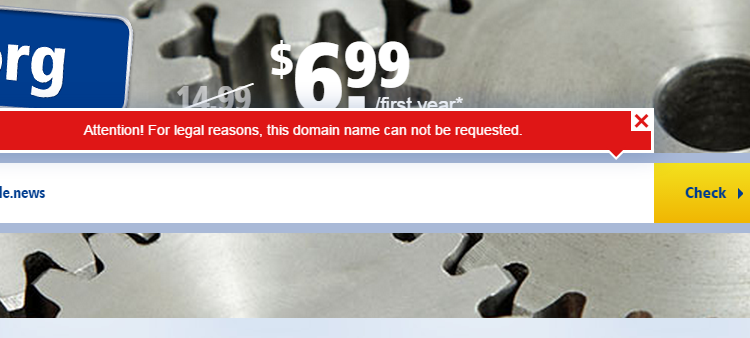 org
$6.99
14.99
/first year*
Attention! For legal reasons, this domain name can not be requested.
le.news
Check